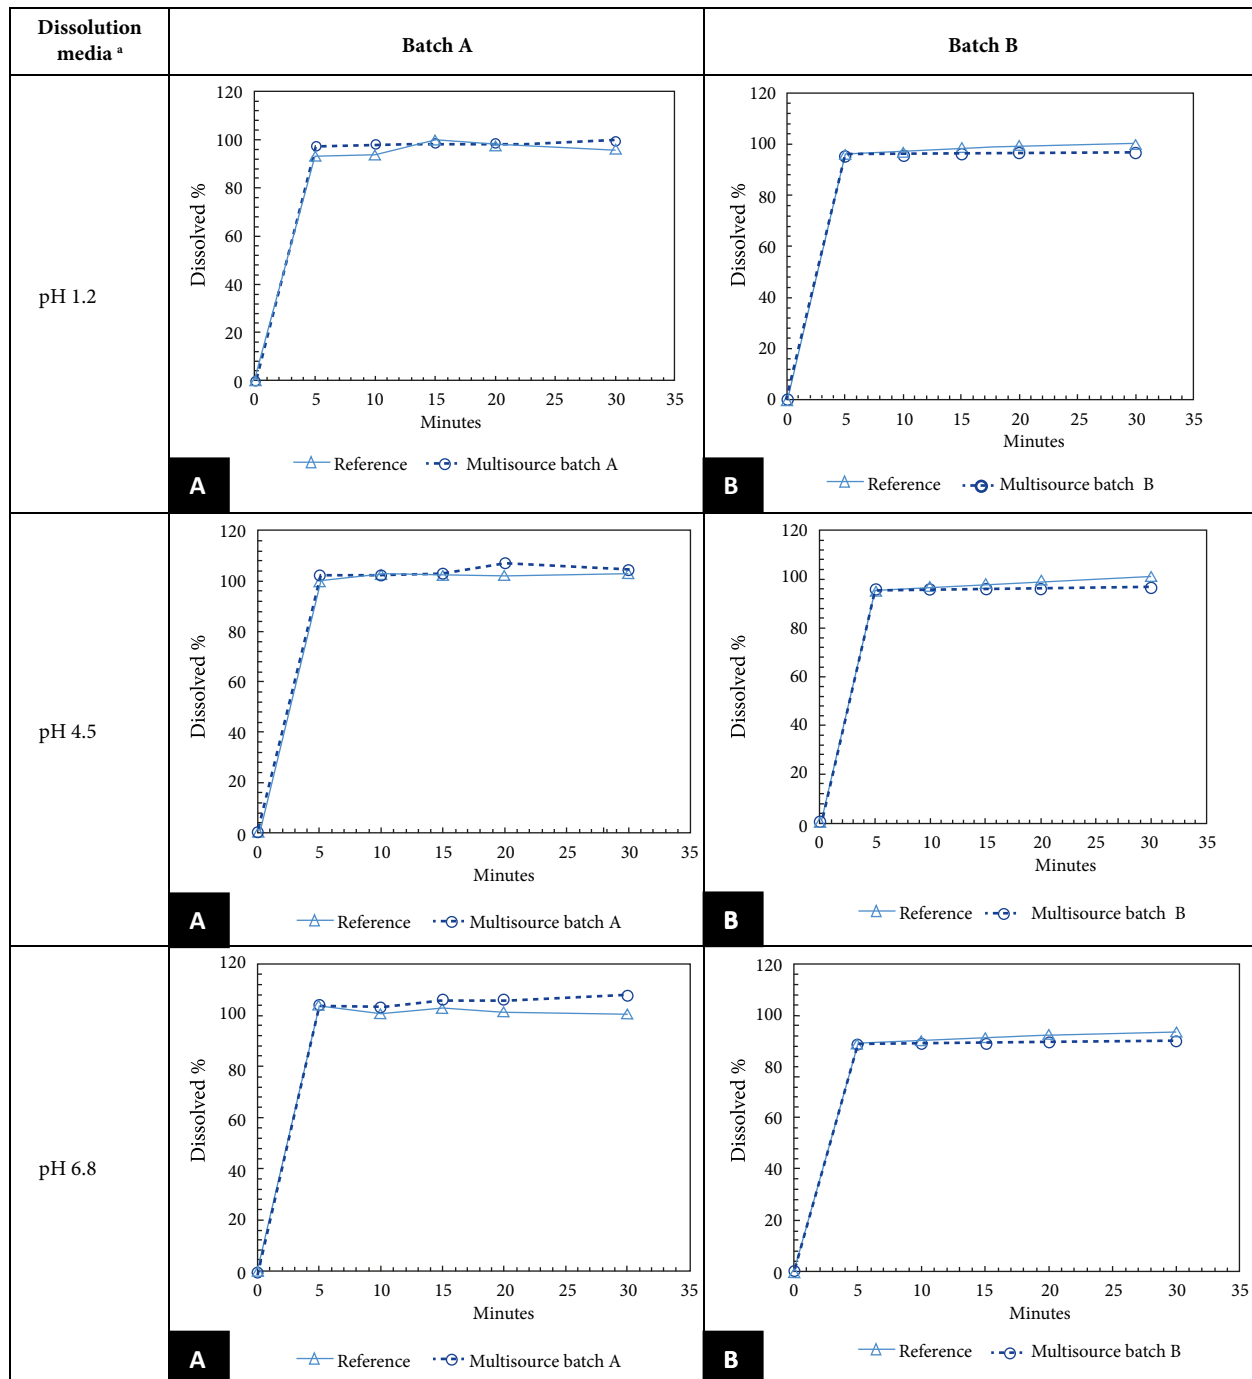 Dissolution
media ª
Batch A
Batch B
pH 1.2
Dissolved %
120
100
80
60
40
20
0
0 5 10 15 20 25 30 35
Minutes
Reference Multisource batch A
A
Dissolved %
120
100
80
60
40
20
0
0 5 10 15 20 25 30 35
Minutes
Reference Multisource batch B
B
pH 4.5
Dissolved %
120
100
80
60
40
20
0
0 5 10 15 20 25 30 35
Minutes
Reference Multisource batch A
A
Dissolved %
120
100
80
60
40
20
0
0 5 10 15 20 25 30 35
Minutes
Reference Multisource batch B
B
pH 6.8
Dissolved %
120
100
80
60
40
20
0
0 5 10 15 20 25 30 35
Minutes
Reference Multisource batch A
A
Dissolved %
120
100
80
60
40
20
0
0 5 10 15 20 25 30 35
Minutes
Reference Multisource batch B
B